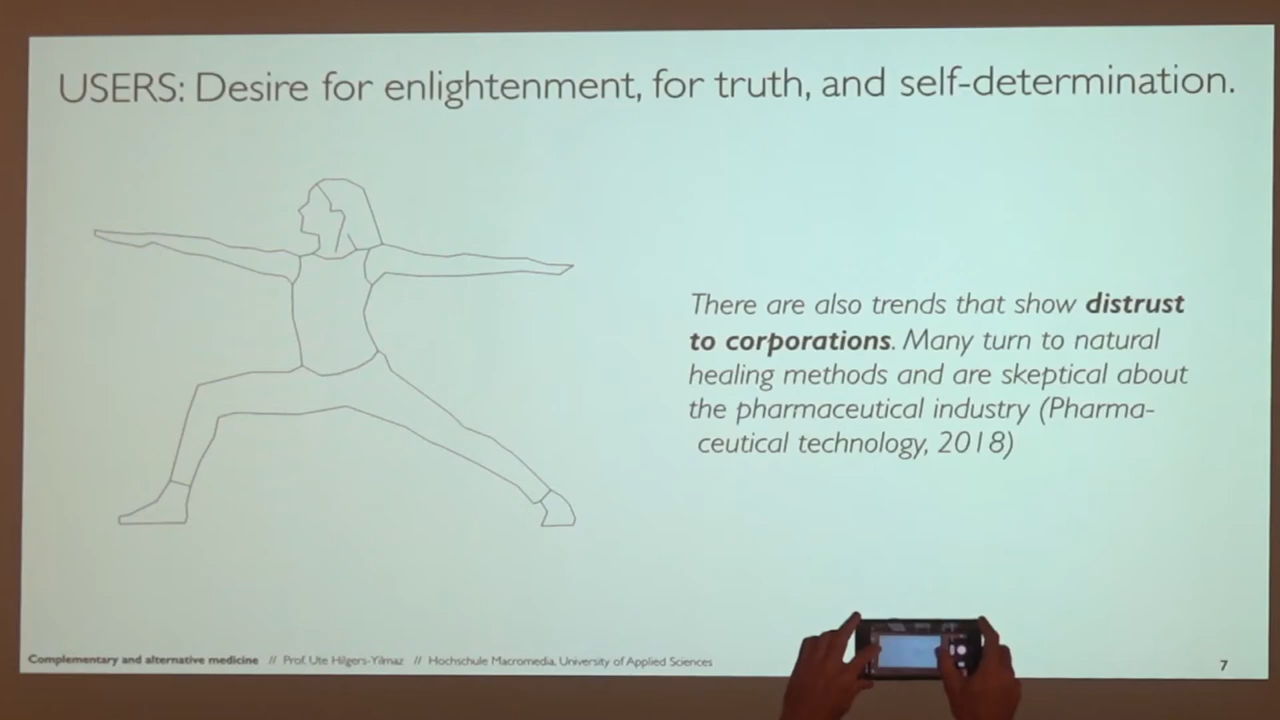 USERS: Desire for enlightenment, for truth, and self-determination.
There are also trends that show distrust
to corporations. Many turn to natural
healing methods and are skeptical about
the pharmaceutical industry (Pharma-
ceutical technology, 2018)
Complementary and alternative medicine // Prof. Ute Hilgers-Yilmaz // Hochschule Macromedia, University of Applied Sciences
7